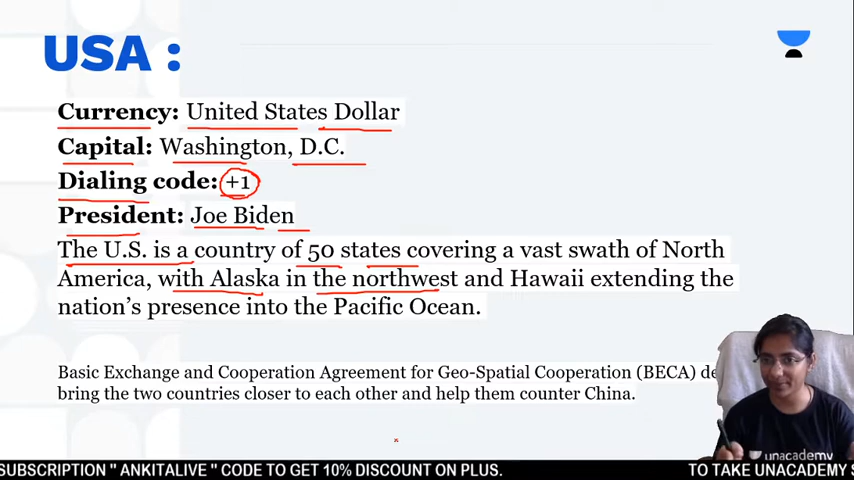 USA :
Currency: United States Dollar
Capital: Washington, D.C.
Dialing code: +1
President: Joe Biden
The U.S. is a country of 50 states covering a vast swath of North
America, with Alaska in the northwest and Hawaii extending the
nation's presence into the Pacific Ocean.
Basic Exchange and Cooperation Agreement for Geo-Spatial Cooperation (BECA)
bring the two countries closer to each other and help them counter China.
unacademy
SUBSCRIPTION " ANKITALIVE " CODE TO GET 10% DISCOUNT ON PLUS. TO TAKE UNACADEMY